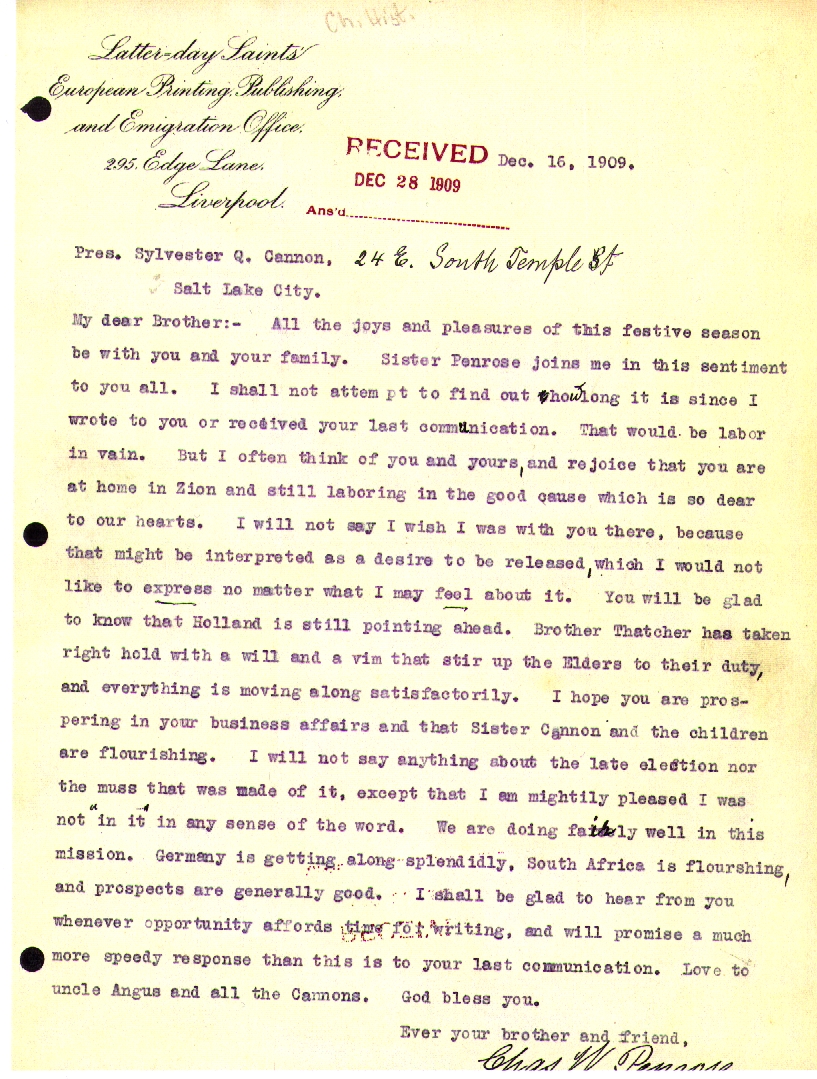 Ch. Hist.
Latter-day Saints'
European Printing, Publishing,
and Emigration Office.
295, Edge Lane,
Liverpool.
RECEIVED
DEC 28 1909
Ans'd
Dec. 16, 1909.
Pres. Sylvester Q. Cannon, 24 E. South Temple St
Salt Lake City.
My dear Brother:- All the joys and pleasures of this festive season
be with you and your family. Sister Penrose joins me in this sentiment
to you all. I shall not attem pt to find out how long it is since I
wrote to you or received your last communication. That would be labor
in vain. But I often think of you and yours, and rejoice that you are
at home in Zion and still laboring in the good cause which is so dear
to our hearts. I will not say I wish I was with you there, because
that might be interpreted as a desire to be released, which I would not
like to express no matter what I may feel about it. You will be glad
to know that Holland is still pointing ahead. Brother Thatcher has taken
right hold with a will and a vim that stir up the Elders to their duty,
and everything is moving along satisfactorily. I hope you are pros-
pering in your business affairs and that Sister Cannon and the children
are flourishing. I will not say anything about the late election nor
the muss that was made of it, except that I am mightily pleased I was
not "in it" in any sense of the word. We are doing fairly well in this
mission. Germany is getting along splendidly, South Africa is flourshing,
and prospects are generally good. I shall be glad to hear from you
whenever opportunity affords time for writing, and will promise a much
more speedy response than this is to your last communication. Love to
uncle Angus and all the Cannons. God bless you.
Ever your brother and friend,
Chas W. Penrose